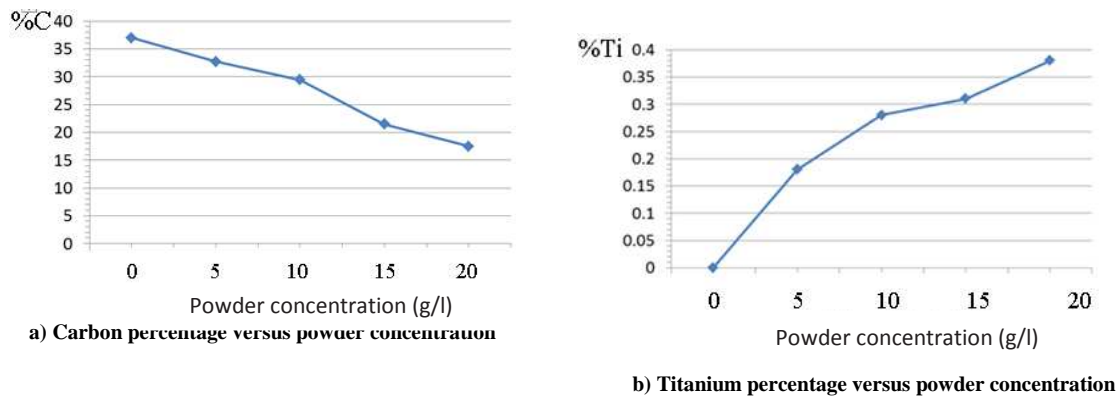 %C 40
35
30
25
20
15
10
5
0
0 5 10 15 20
Powder concentration (g/l)
a) Carbon percentage versus powder concentration
%Ti 0.4
0.35
0.3
0.25
0.2
0.15
0.1
0.05
0
0 5 10 15 20
Powder concentration (g/l)
b) Titanium percentage versus powder concentration